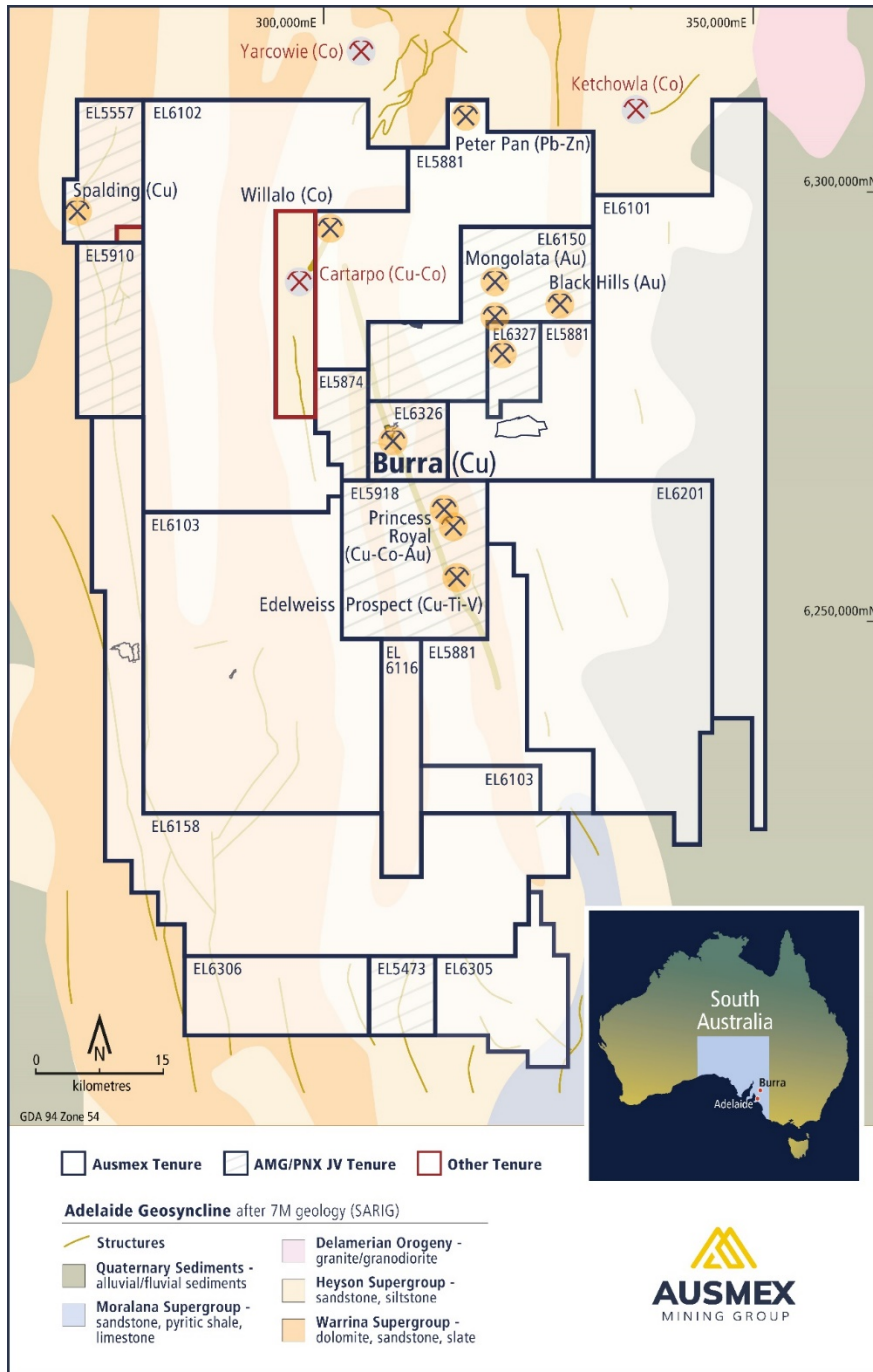 300,000mE
350,000mE
Yarcowie (Co)
Ketchowla (Co)
EL5557
EL6102
Peter Pan (Pb-Zn)
EL5881
Spalding (Cu)
Willalo (Co)
6,300,000mN
EL6101
EL6150
EL5910
Mongolata (Au)
Cartarpo (Cu-Co)
Black Hills (Au)
EL6327
EL5881
EL5874
EL6326
Burra (Cu)
EL5918
EL6201
EL6103
Princess
Royal
(Cu-Co-Au)
Edelweiss Prospect (Cu-Ti-V)
6,250,000mN
EL
6116
EL5881
EL6103
EL6158
EL6306
EL5473
EL6305
N
0
15
kilometres
GDA 94 Zone 54
South
Australia
Burra
Adelaide
Ausmex Tenure
AMG/PNX JV Tenure
Other Tenure
Adelaide Geosyncline after 7M geology (SARIG)
Structures
Quaternary Sediments -
alluvial/fluvial sediments
Moralana Supergroup -
sandstone, pyritic shale,
limestone
Delamerian Orogeny -
granite/granodiorite
Heyson Supergroup -
sandstone, siltstone
Warrina Supergroup -
dolomite, sandstone, slate
AUSMEX
MINING GROUP